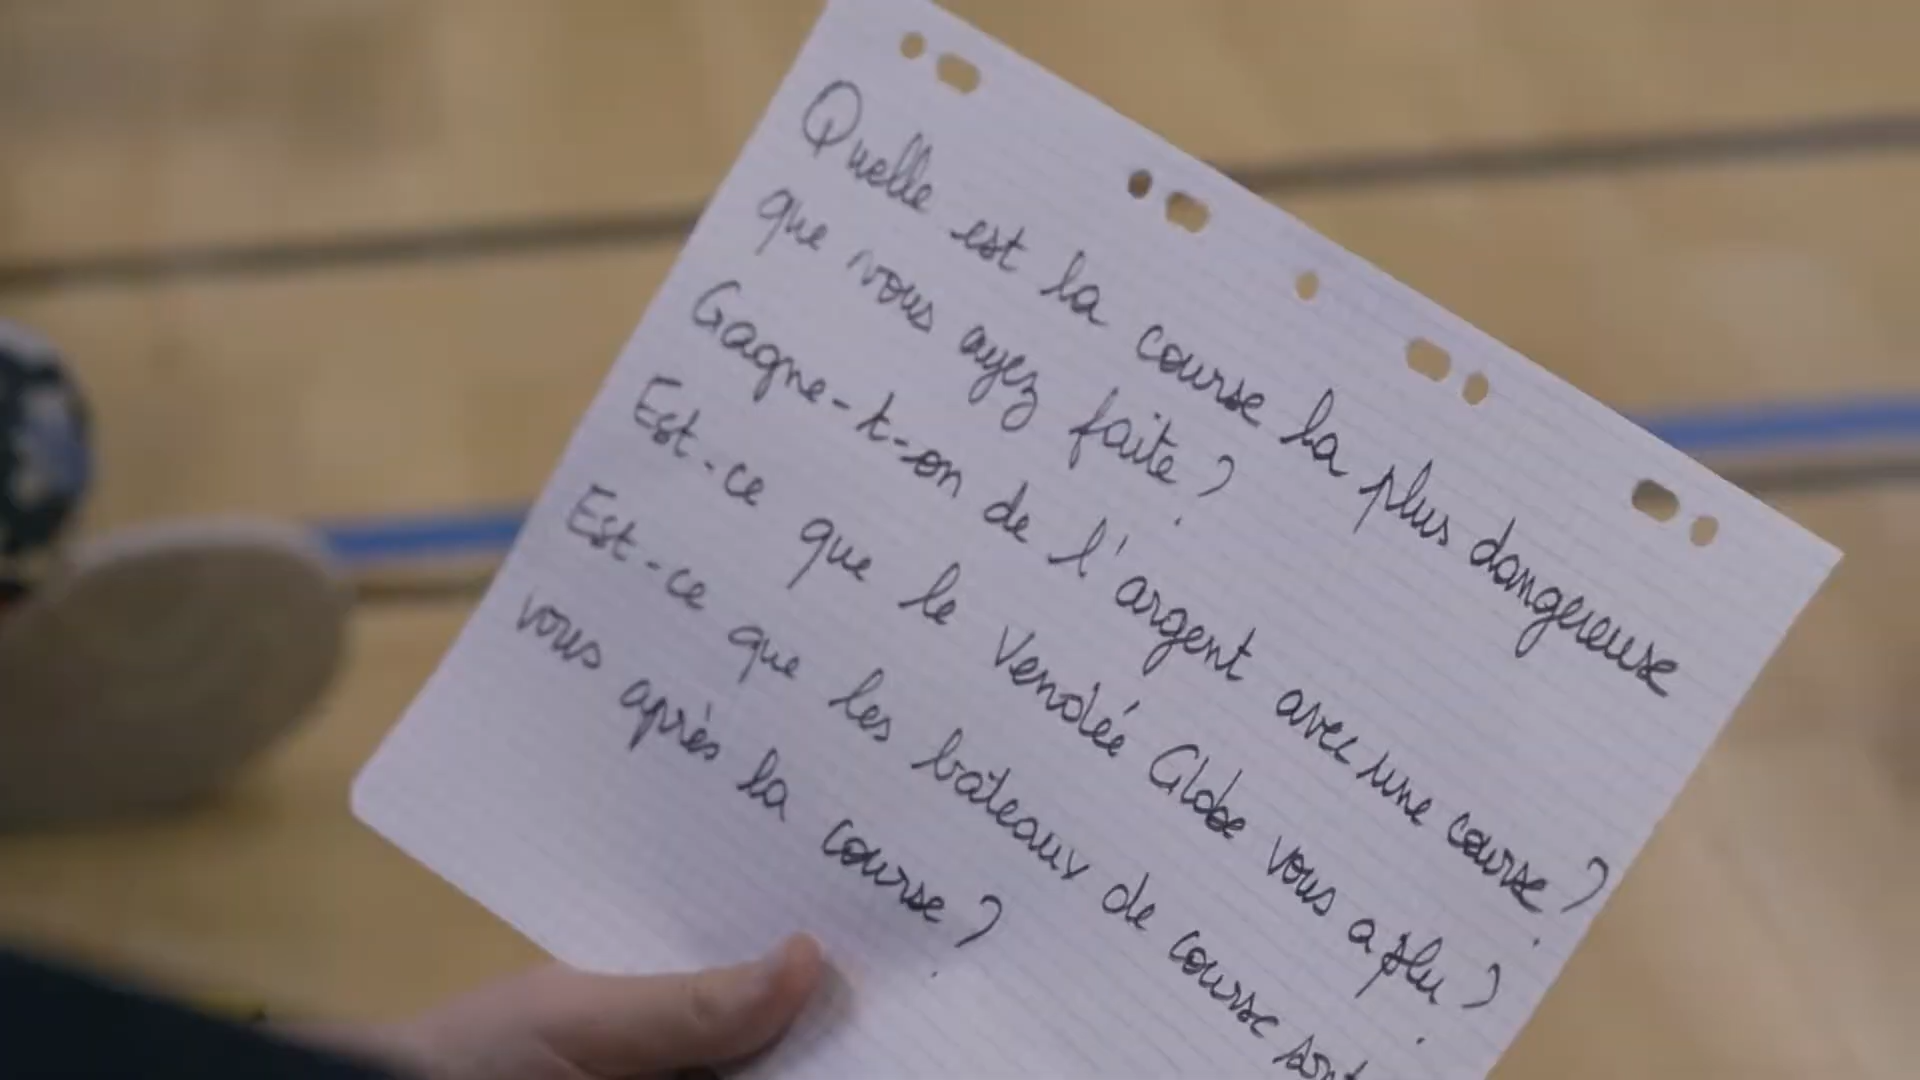 Quelle est la course la plus dangereuse
que vous ayez faite ?
Gagne-t-on de l'argent avec une course ?
Est-ce que le Vendée Globe vous a plu ?
Est-ce que les bateaux de course sont
vous après la course ?